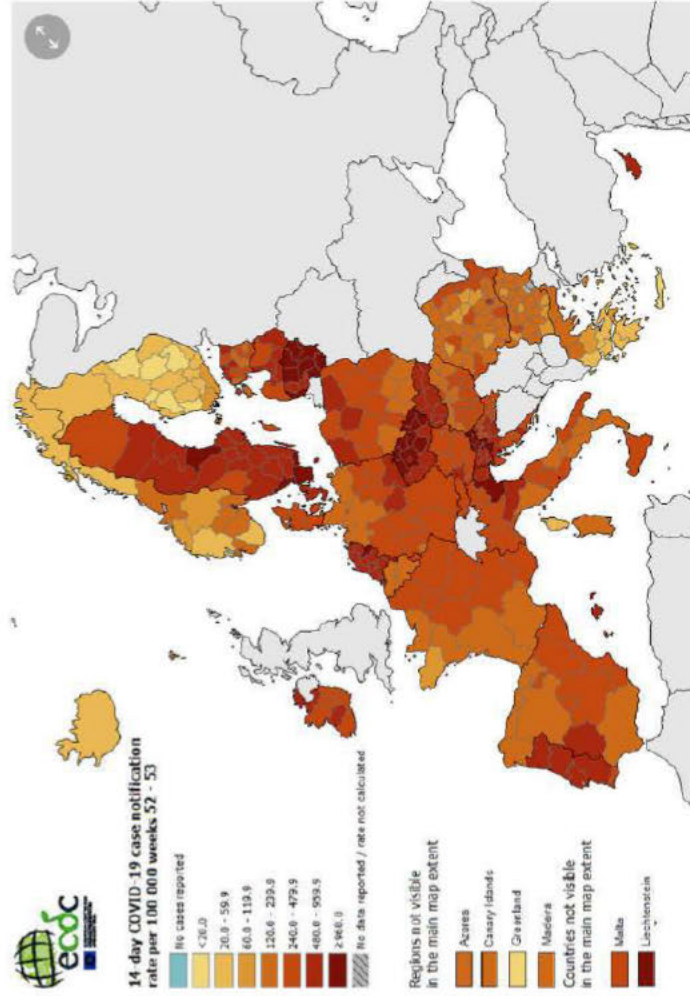 ecdc
14-day COVID-19 case notification
rate per 100 000 weeks 52 - 53
No cases reported
<20.0
20.0 - 59.9
60.0 - 119.9
120.0 - 239.9
240.0 - 479.9
480.0 - 959.9
≥960.0
No data reported / rate not calculated
Regions not visible
in the main map extent
Azores
Canary Islands
Greenland
Madeira
Countries not visible
in the main map extent
Malta
Liechtenstein